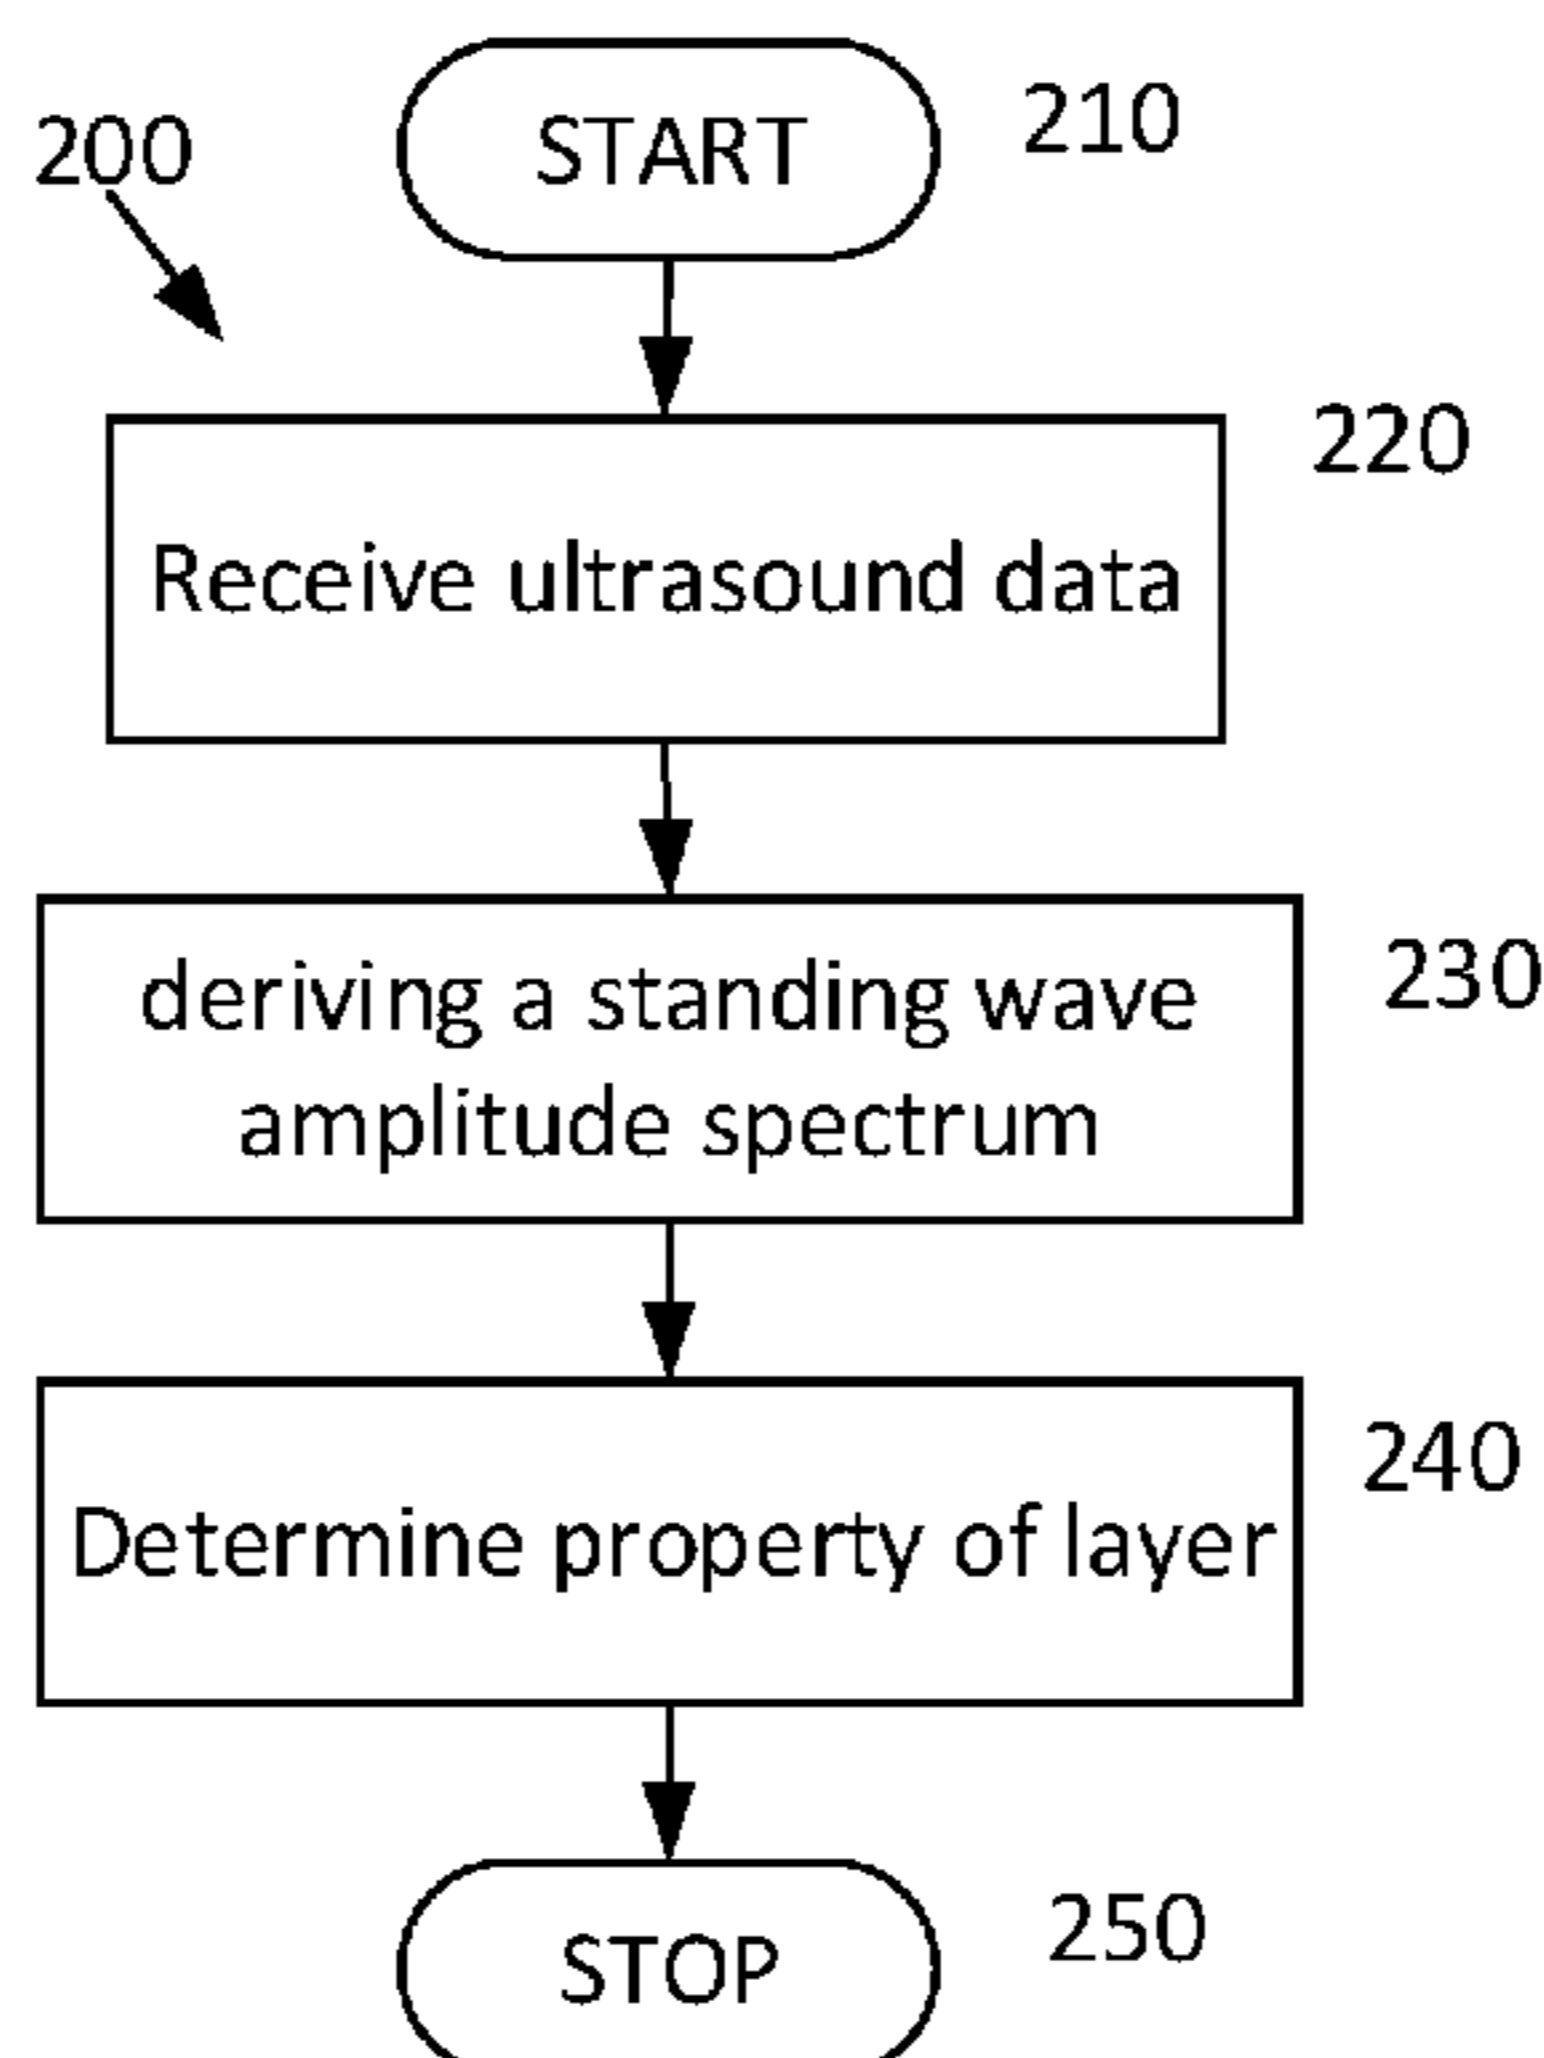 START
210
200
220
Receive ultrasound data
deriving a standing wave
230
amplitude spectrum
240
Determine property of layer
250
STOP